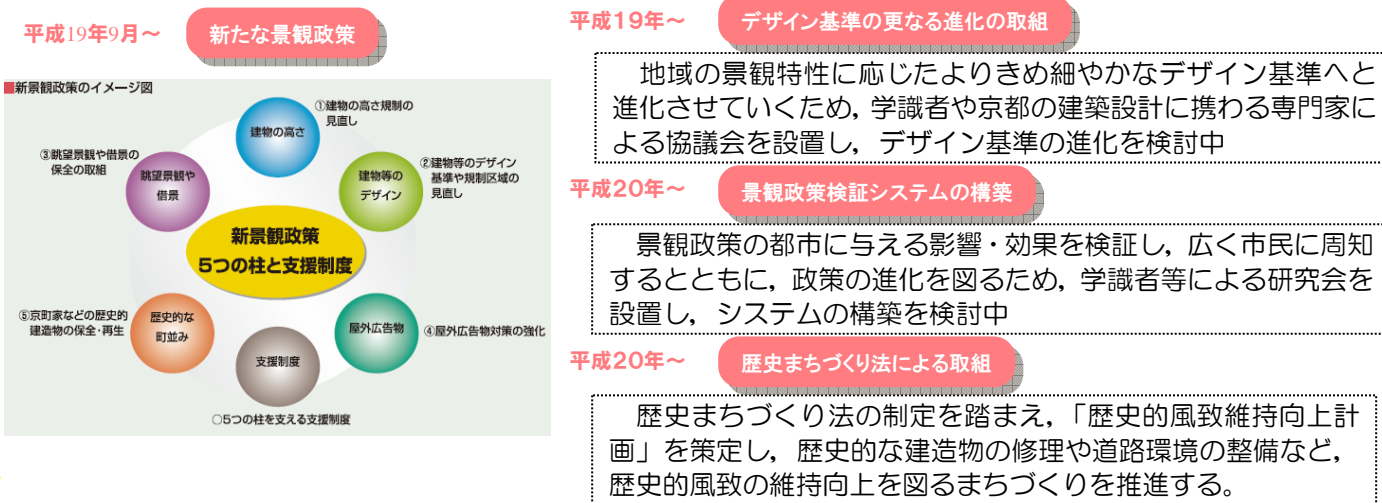 平成19年9月～
新たな景観政策
■新景観政策のイメージ図
建物の高さ
①建物の高さ規制の
見直し
建物等の
デザイン
②建物等のデザイン
基準や規制区域の
見直し
③眺望景観や借景の
保全の取組
眺望景観や
借景
新景観政策
5つの柱と支援制度
⑤京町家などの歴史的
建造物の保全・再生
歴史的な
町並み
屋外広告物
④屋外広告物対策の強化
支援制度
○5つの柱を支える支援制度
平成19年～
デザイン基準の更なる進化の取組
地域の景観特性に応じたよりきめ細やかなデザイン基準へと
進化させていくため，学識者や京都の建築設計に携わる専門家に
よる協議会を設置し，デザイン基準の進化を検討中
平成20年～
景観政策検証システムの構築
景観政策の都市に与える影響・効果を検証し，広く市民に周知
するとともに，政策の進化を図るため，学識者等による研究会を
設置し，システムの構築を検討中
平成20年～
歴史まちづくり法による取組
歴史まちづくり法の制定を踏まえ，「歴史的風致維持向上計
画」を策定し，歴史的な建造物の修理や道路環境の整備など，
歴史的風致の維持向上を図るまちづくりを推進する。